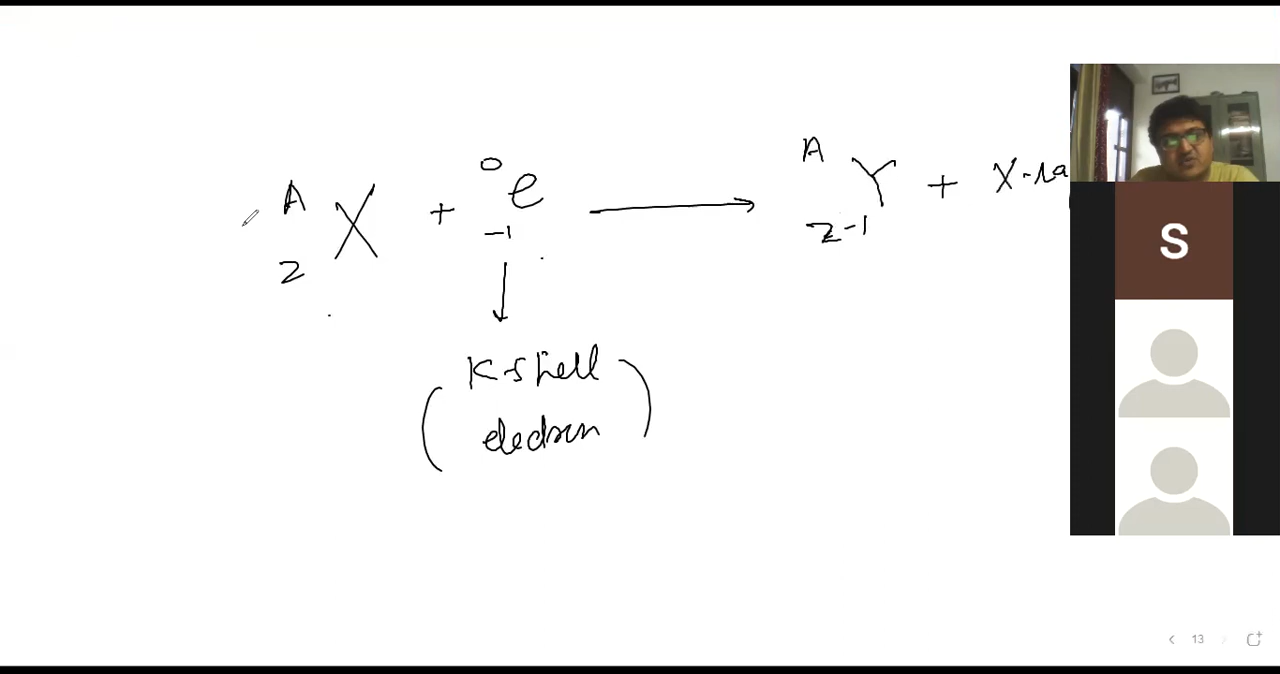 A 0 A
X + e → Y + X-ra
Z -1 Z-1
↓
(K-shell
electron)
S
< 13 >